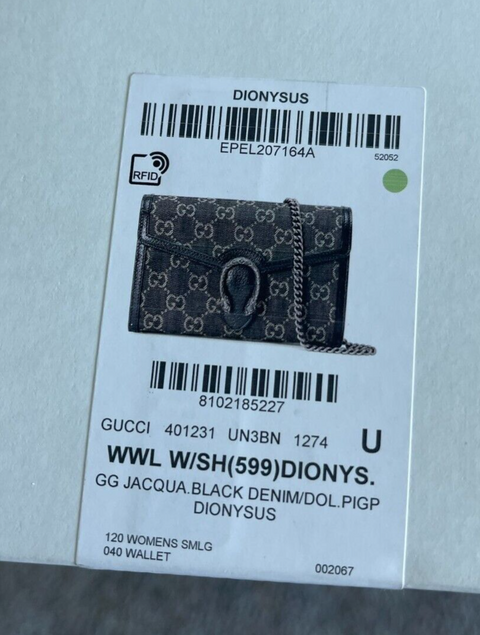 DIONYSUS
EPEL207164A
52052
RFID
8102185227
GUCCI 401231 UN3BN 1274 U
WWL W/SH(599)DIONYS.
GG JACQUA.BLACK DENIM/DOL.PIGP
DIONYSUS
120 WOMENS SMLG
040 WALLET
002067